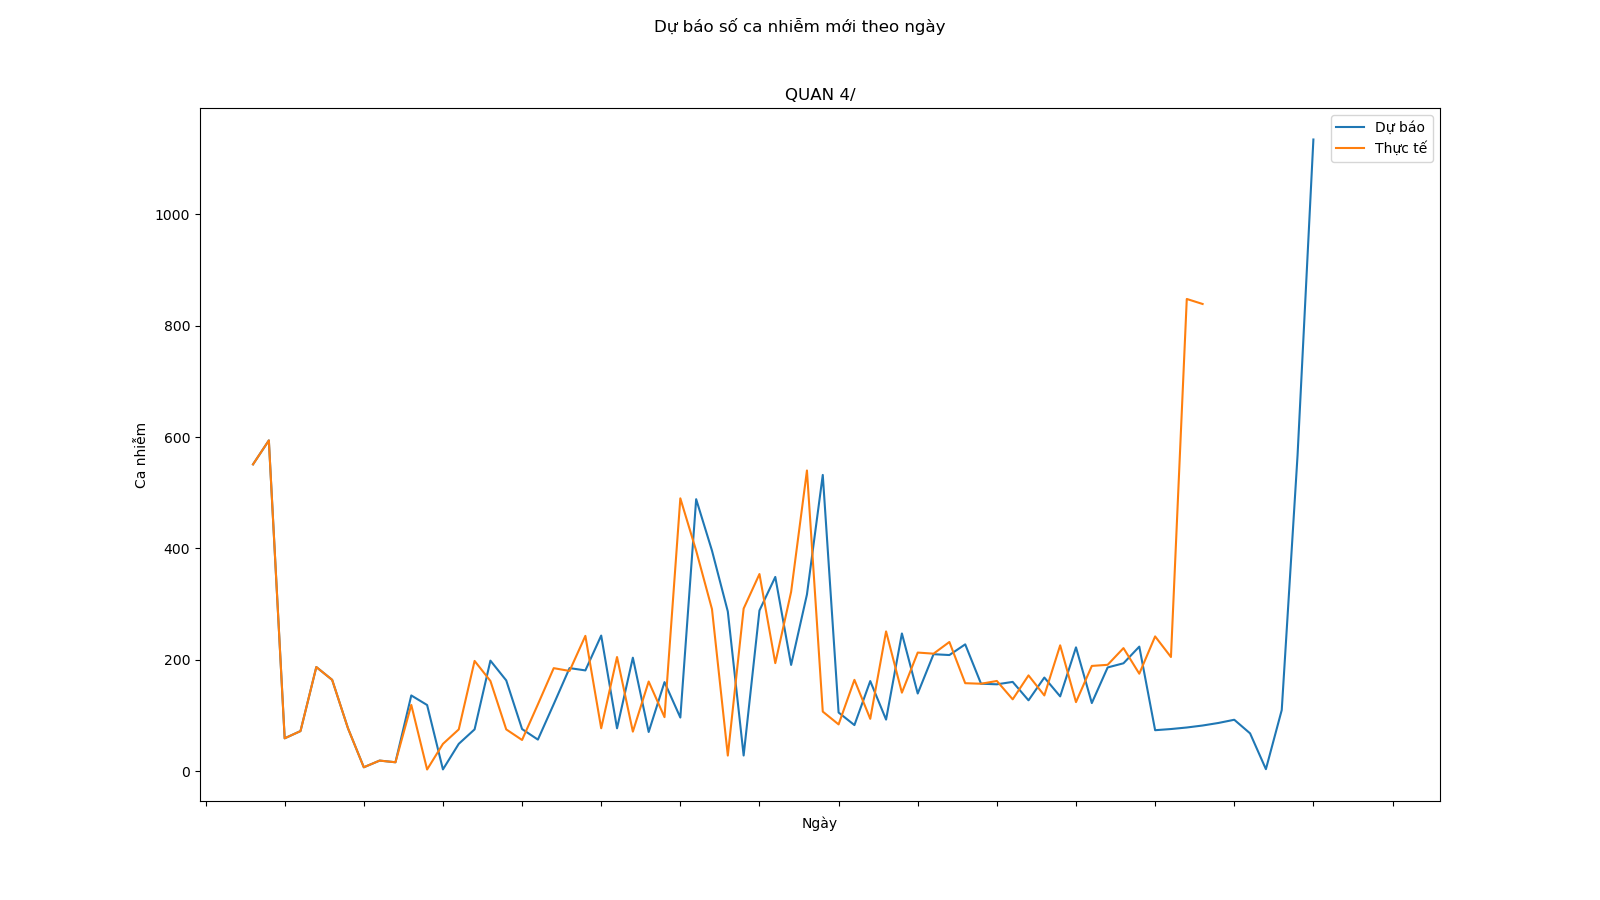 Dự báo số ca nhiễm mới theo ngày
QUAN 4/
Dự báo
Thực tế
1000
800
600
400
200
0
Ca nhiễm
Ngày